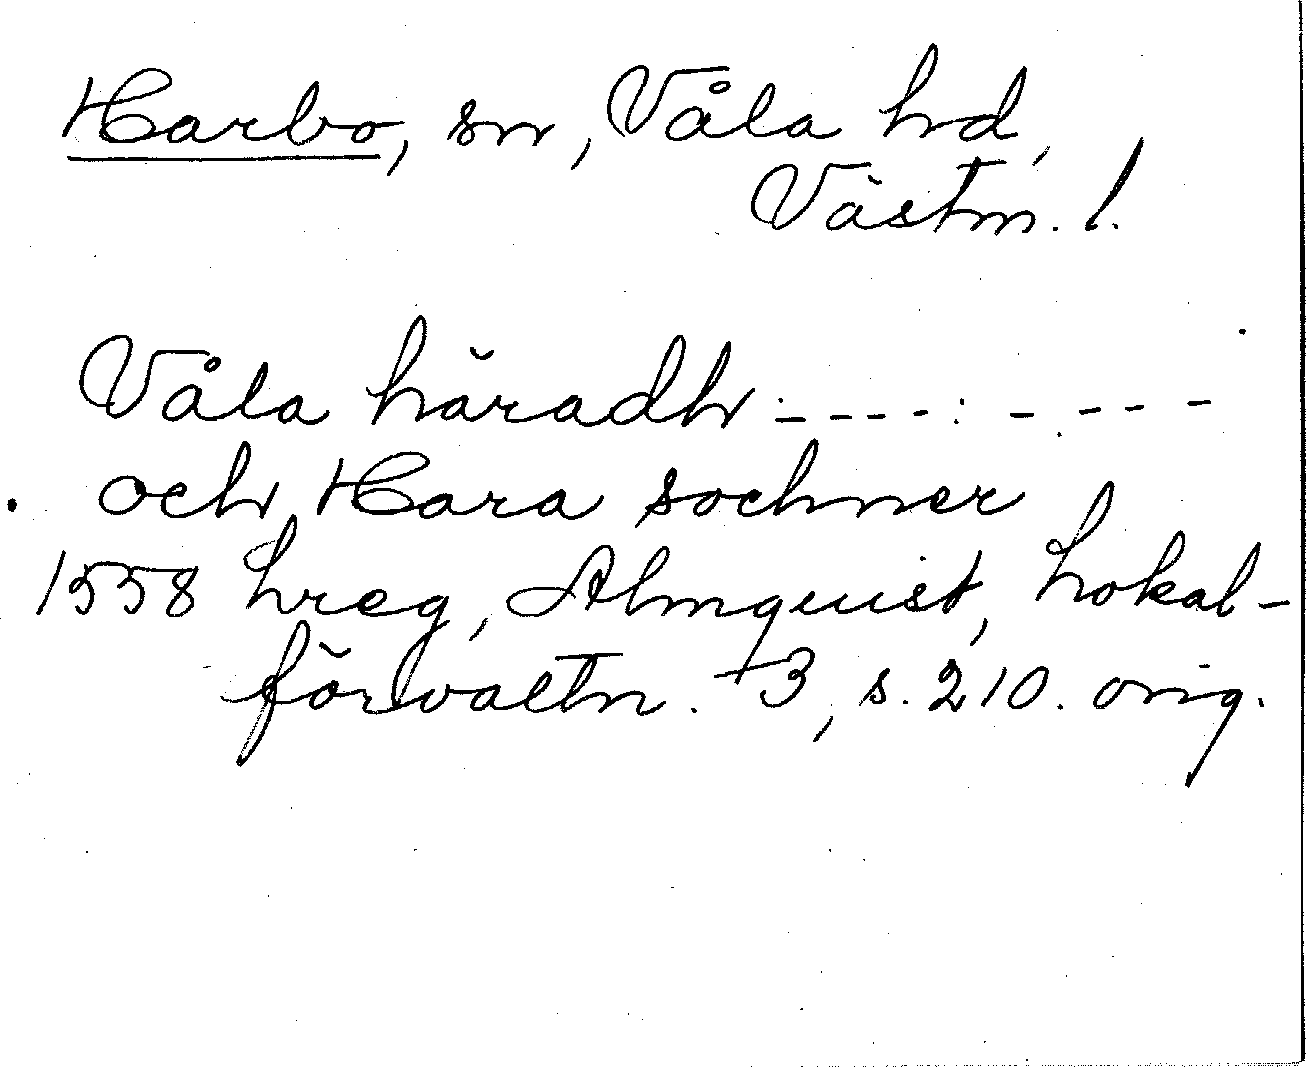 Harbo, sn, Våla hd,
Västm. l.
Våla häradh - - - - : - - - -
och Hara sochner
1558 hreg, Almquist, Lokal-
förvaltn. 3, s. 210. orig.